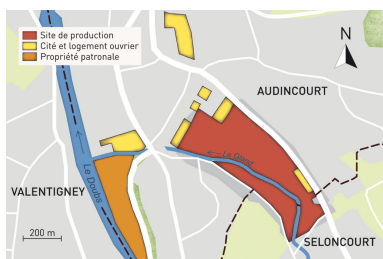 Site de production
Cité et logement ouvrier
Propriété patronale
N
AUDINCOURT
Le Gland
Le Doubs
VALENTIGNEY
200 m
SELONCOURT